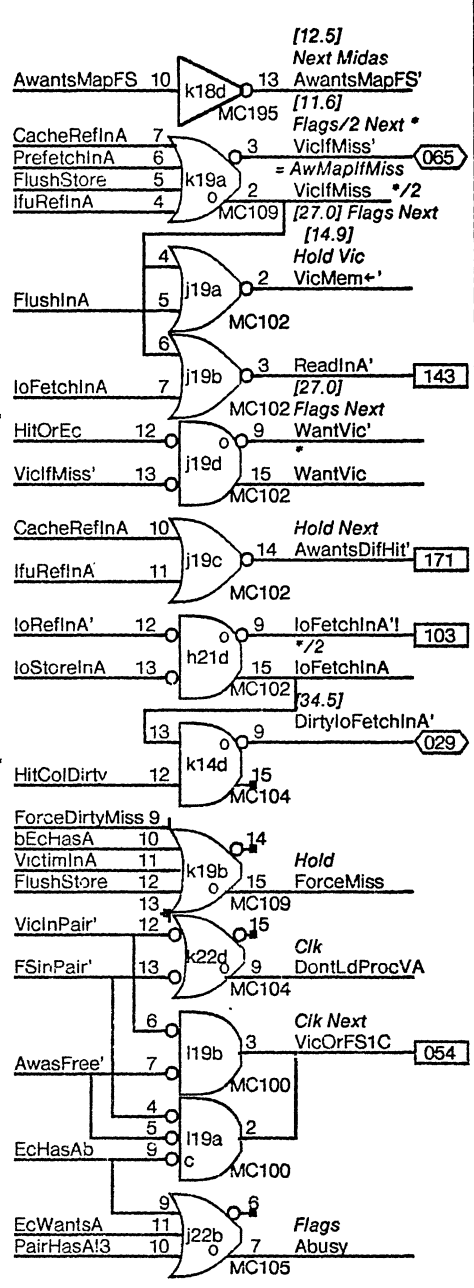 [12.5]
Next Midas
AwantsMapFS 10 k18d 13 AwantsMapFS'
MC195
[11.6]
Flags/2 Next *
CacheRefInA 7 3 VicIfMiss' 065
PrefetchInA 6 k19a = AwMapIfMiss
FlushStore 5 o 2 VicIfMiss */2
IfuRefInA 4 MC109 [27.0] Flags Next
[14.9]
Hold Vic
4 j19a 2 VicMem←'
FlushInA 5
MC102
6 j19b 3 ReadInA' 143
IoFetchInA 7 [27.0]
MC102 Flags Next
HitOrEc 12 o 9 WantVic'
j19d *
VicIfMiss' 13 15 WantVic
MC102
CacheRefInA 10 Hold Next
j19c 14 AwantsDifHit' 171
IfuRefInA 11
MC102
IoRefInA' 12 o 9 IoFetchInA'! 103
h21d */2
IoStoreInA 13 15 IoFetchInA
MC102
[34.5]
DirtyIoFetchInA'
13 o 9 029
k14d
HitColDirty 12 15
MC104
ForceDirtyMiss 9
bEcHasA 10 14
VictimInA 11 k19b Hold
FlushStore 12 o 15 ForceMiss
13 MC109
VicInPair' 12 15
k22d Clk
FSinPair' 13 o 9 DontLdProcVA
MC104
6 Clk Next
l19b 3 VicOrFS1C 054
AwasFree' 7
MC100
4
5 l19a 2
EcHasAb 9 c
MC100
9 6
EcWantsA 11 j22b Flags
PairHasA!3 10 o 7 Abusy
MC105